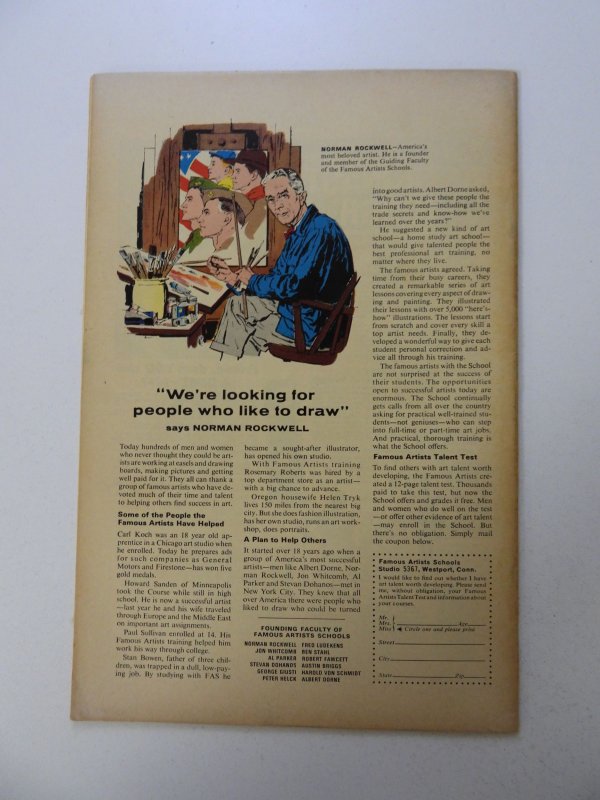 NORMAN ROCKWELL—America's
most beloved artist. He is a founder
and member of the Guiding Faculty
of the Famous Artists Schools.
"We're looking for
people who like to draw"
says NORMAN ROCKWELL
Today hundreds of men and women
who never thought they could be art-
ists are working at easels and drawing
boards, making pictures and getting
well paid for it. They all can thank a
group of famous artists who have de-
voted much of their time and talent
to helping others find success in art.
Some of the People the
Famous Artists Have Helped
Carl Koch was an 18 year old ap-
prentice in a Chicago art studio when
he enrolled. Today he prepares ads
for such companies as General
Motors and Firestone—has won five
gold medals.
Howard Sanden of Minneapolis
took the Course while still in high
school. He is now a successful artist
—last year he and his wife traveled
through Europe and the Middle East
on important art assignments.
Paul Sullivan enrolled at 14. His
Famous Artists training helped him
work his way through college.
Stan Bowen, father of three chil-
dren, was trapped in a dull, low-pay-
ing job. By studying with FAS he
became a sought-after illustrator,
has opened his own studio.
With Famous Artists training
Rosemary Roberts was hired by a
top department store as an artist—
with a big chance to advance.
Oregon housewife Helen Tryk
lives 150 miles from the nearest big
city. But she does fashion illustration,
has her own studio, runs an art work-
shop, does portraits.
A Plan to Help Others
It started over 18 years ago when a
group of America's most successful
artists—men like Albert Dorne, Nor-
man Rockwell, Jon Whitcomb, Al
Parker and Stevan Dohanos—met in
New York City. They knew that all
over America there were people who
liked to draw who could be turned
into good artists. Albert Dorne asked,
"Why can't we give these people the
training they need—including all the
trade secrets and know-how we've
learned over the years?"
He suggested a new kind of art
school—a home study art school—
that would give talented people the
best professional art training, no
matter where they live.
The famous artists agreed. Taking
time from their busy careers, they
created a remarkable series of art
lessons covering every aspect of draw-
ing and painting. They illustrated
their lessons with over 5,000 "here's-
how" illustrations. The lessons start
from scratch and cover every skill a
top artist needs. Finally, they de-
veloped a wonderful way to give each
student personal correction and ad-
vice all through his training.
The famous artists with the School
are not surprised at the success of
their students. The opportunities
open to successful artists today are
enormous. The School continually
gets calls from all over the country
asking for practical well-trained stu-
dents—not geniuses—who can step
into full-time or part-time art jobs.
And practical, thorough training is
what the School offers.
Famous Artists Talent Test
To find others with art talent worth
developing, the Famous Artists cre-
ated a 12-page talent test. Thousands
paid to take this test, but now the
School offers and grades it free. Men
and women who do well on the test
—or offer other evidence of art talent
—may enroll in the School. But
there's no obligation. Simply mail
the coupon below.
FOUNDING FACULTY OF
FAMOUS ARTISTS SCHOOLS
NORMAN ROCKWELL FRED LUDEKENS
JON WHITCOMB BEN STAHL
AL PARKER ROBERT FAWCETT
STEVAN DOHANOS AUSTIN BRIGGS
GEORGE GIUSTI HAROLD VON SCHMIDT
PETER HELCK ALBERT DORNE
Famous Artists Schools
Studio 5367, Westport, Conn.
I would like to find out whether I have
art talent worth developing. Please send
me, without obligation, your Famous
Artists Talent Test and information about
your courses.
Mr.
Mrs. Age
Miss Circle one and please print
Street
City
State Zip